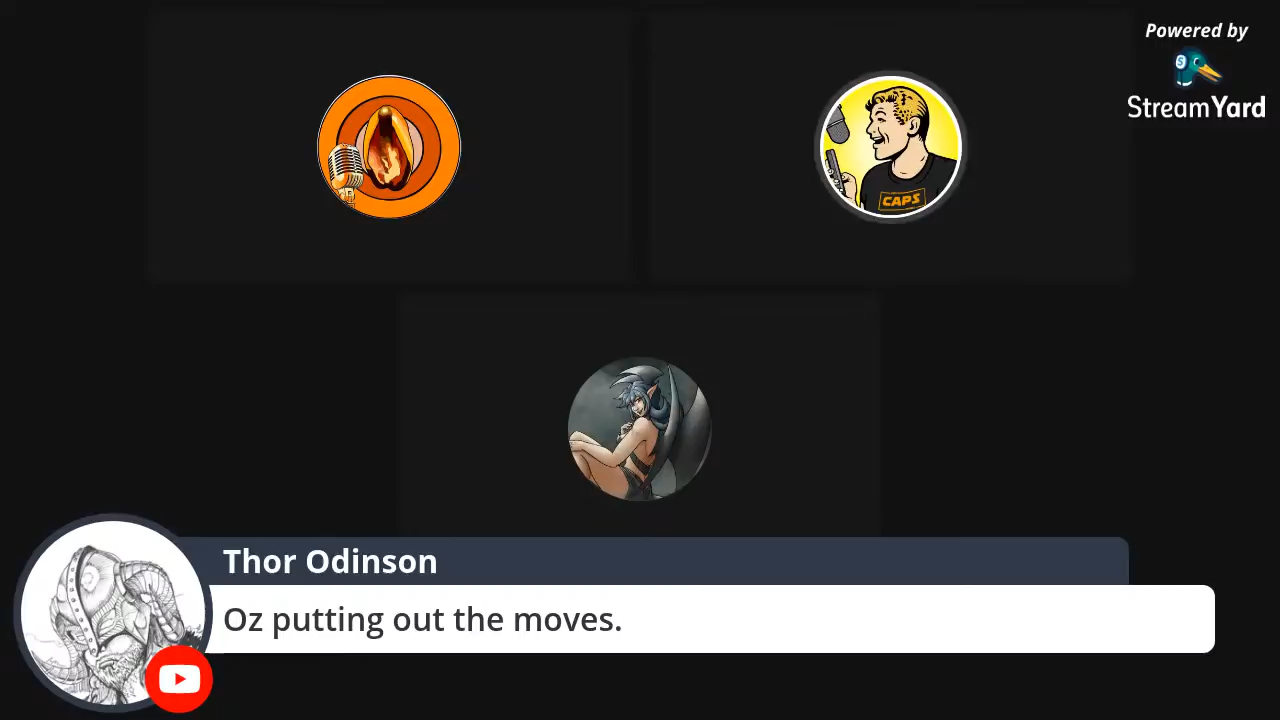 Powered by
StreamYard
CAPS
Thor Odinson
Oz putting out the moves.